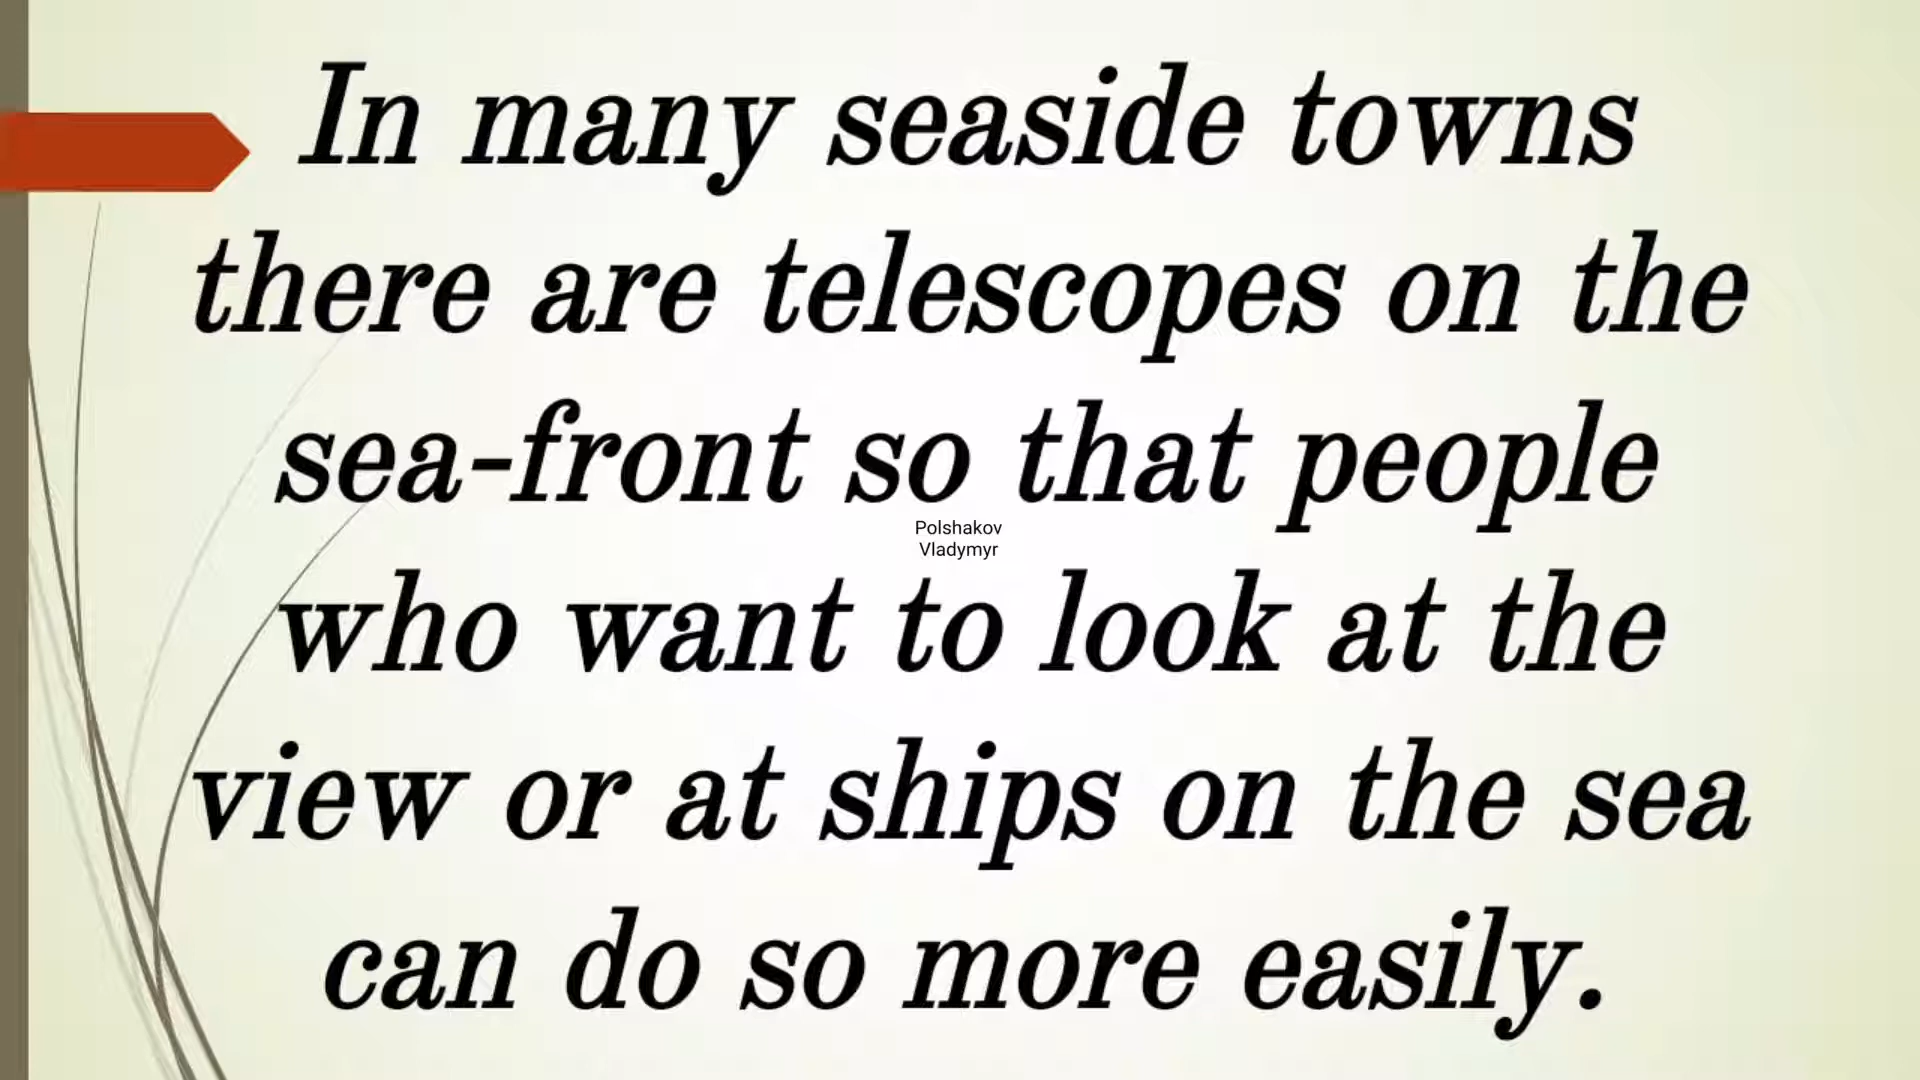 In many seaside towns
there are telescopes on the
sea-front so that people
Polshakov
Vladymyr
who want to look at the
view or at ships on the sea
can do so more easily.